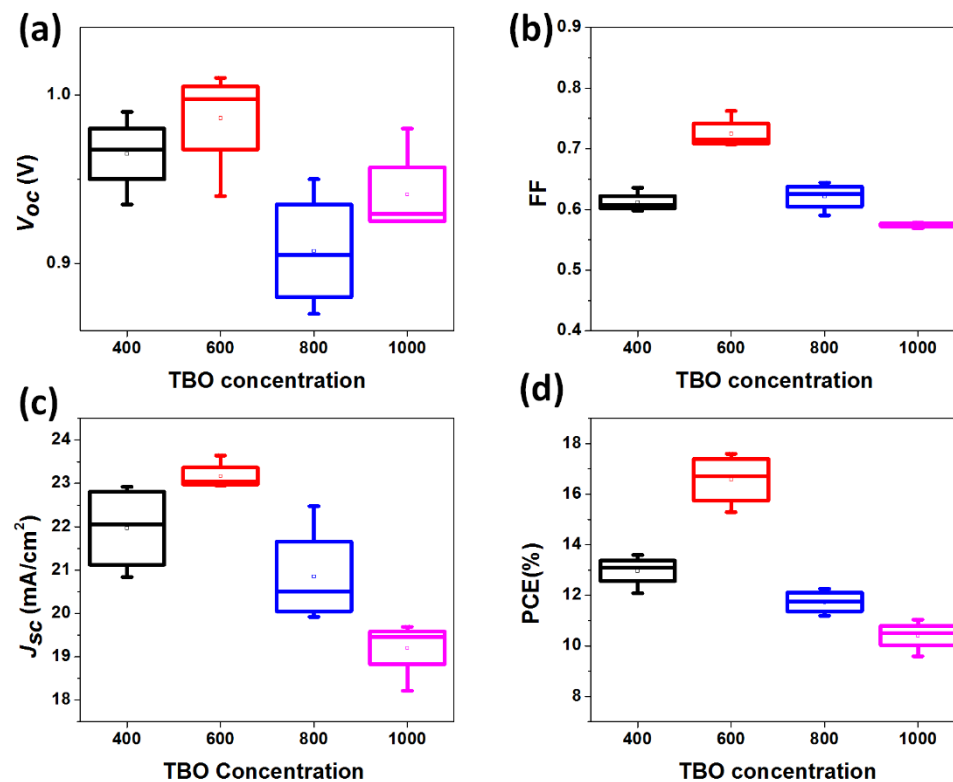 (a)
V_oc (V)
1.0
0.9
400 600 800 1000
TBO concentration
(b)
FF
0.9
0.8
0.7
0.6
0.5
0.4
400 600 800 1000
TBO concentration
(c)
J_sc (mA/cm²)
24
23
22
21
20
19
18
400 600 800 1000
TBO Concentration
(d)
PCE(%)
18
16
14
12
10
8
400 600 800 1000
TBO concentration